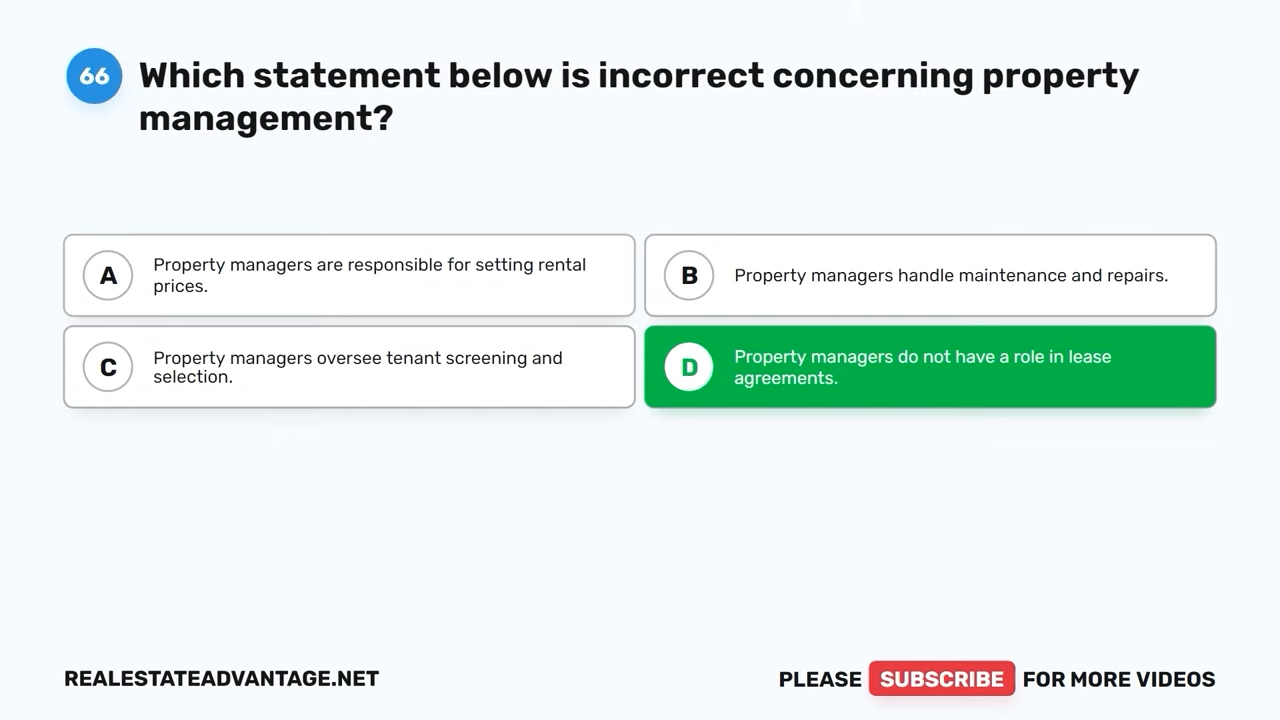 66
Which statement below is incorrect concerning property
management?
A
Property managers are responsible for setting rental
prices.
B
Property managers handle maintenance and repairs.
C
Property managers oversee tenant screening and
selection.
D
Property managers do not have a role in lease
agreements.
REALESTATEADVANTAGE.NET
PLEASE SUBSCRIBE FOR MORE VIDEOS